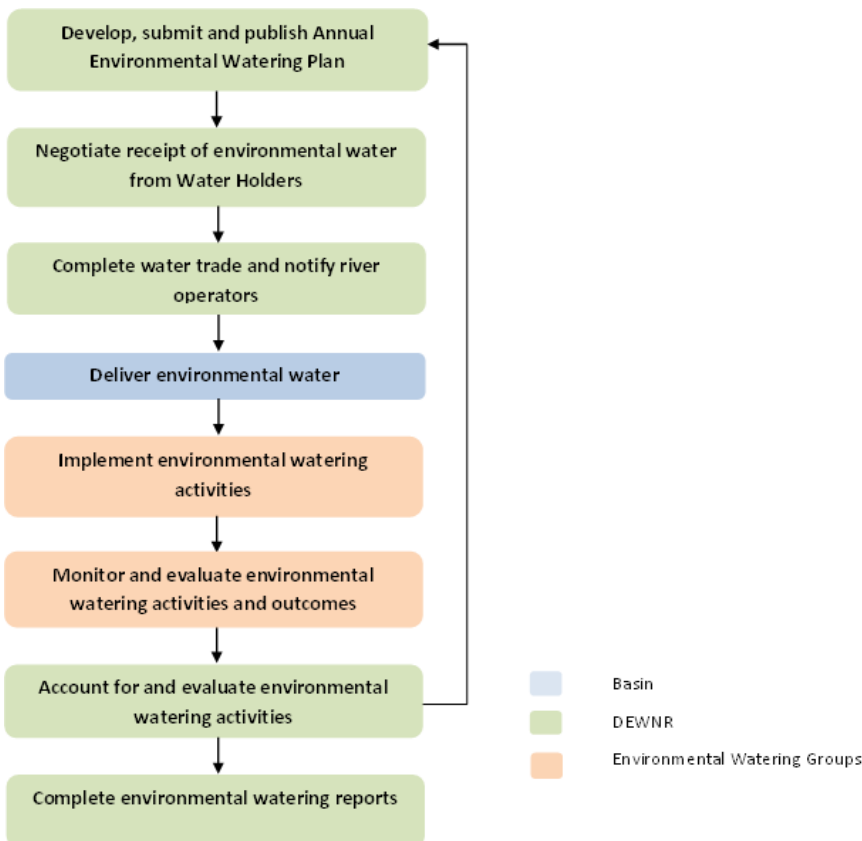 Develop, submit and publish Annual
Environmental Watering Plan
Negotiate receipt of environmental water
from Water Holders
Complete water trade and notify river
operators
Deliver environmental water
Implement environmental watering
activities
Monitor and evaluate environmental
watering activities and outcomes
Account for and evaluate environmental
watering activities
Complete environmental watering reports
Basin
DEWNR
Environmental Watering Groups